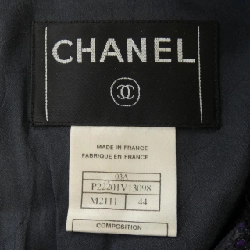 CHANEL
MADE IN FRANCE
FABRIQUE EN FRANCE
03A
P22201V13098
M2111 44
COMPOSITION